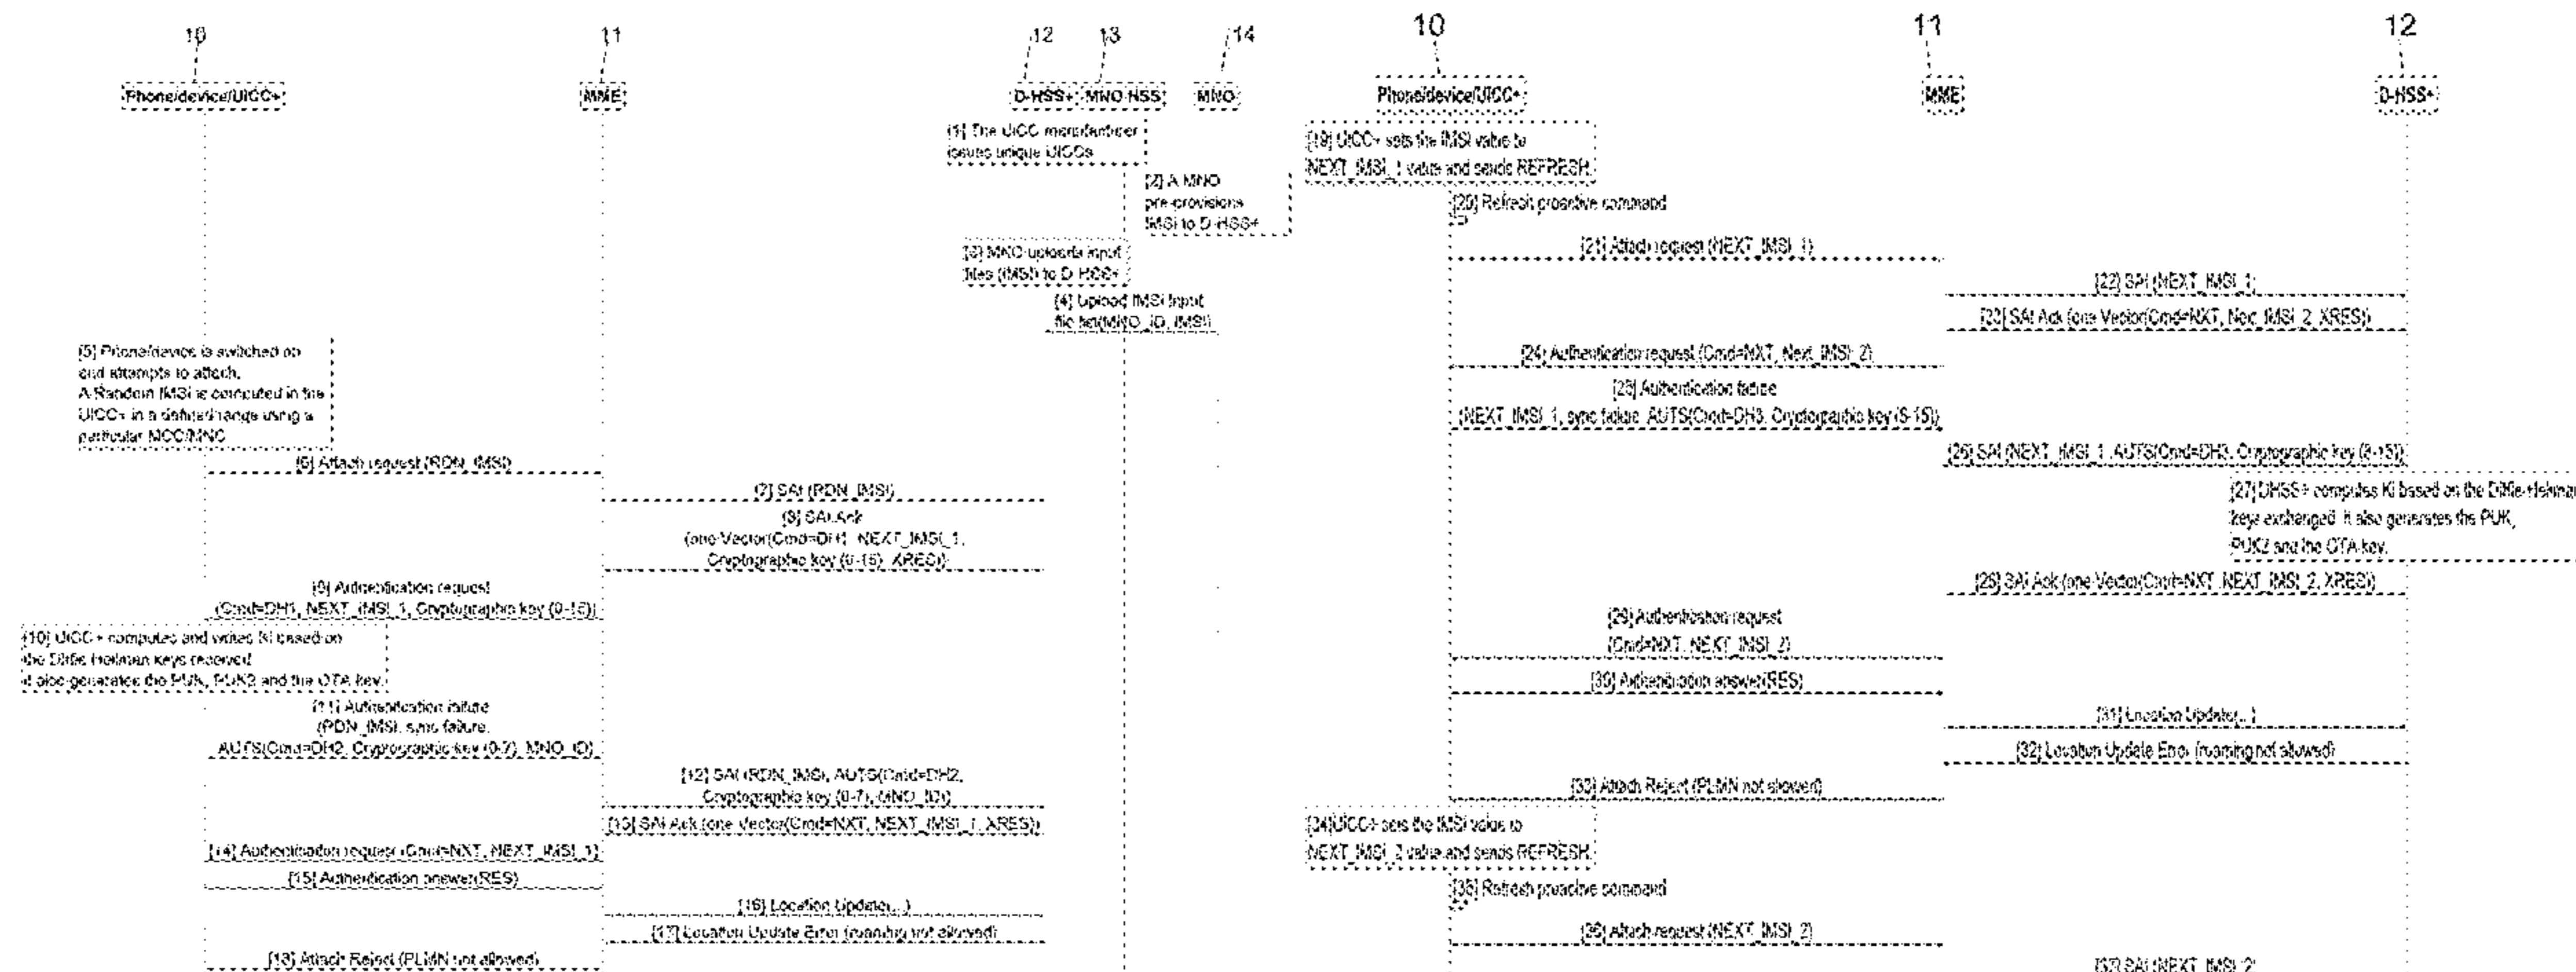 10
11
12
13
14
Phone/device/UICC+
MME
D-HSS+
MNO HSS
MNO
[1] The UICC manufacturer
issues unique UICCs
[2] A MNO
pre-provisions
IMSI to D-HSS+
[3] MNO uploads input
files (IMSI) to D-HSS+
[4] Upload IMSI input
file list(MNO_ID, IMSI)
[5] Phone/device is switched on
and attempts to attach.
A Random IMSI is computed in the
UICC+ in a defined range using a
particular MCC/MNC
[6] Attach request (RDN_IMSI)
[7] SAI (RDN_IMSI)
[8] SAI Ack
(one Vector(Cmd=DH1, NEXT_IMSI_1,
Cryptographic key (0-15), XRES))
[9] Authentication request
(Cmd=DH1, NEXT_IMSI_1, Cryptographic key (0-15))
[10] UICC+ computes and writes Ki based on
the Diffie Hellman keys received
It also generates the PUK, PUK2 and the OTA key.
[11] Authentication failure
(RDN_IMSI, sync failure,
AUTS(Cmd=DH2, Cryptographic key (0-7), MNO_ID)
[12] SAI (RDN_IMSI, AUTS(Cmd=DH2,
Cryptographic key (0-7), MNO_ID))
[13] SAI Ack (one Vector(Cmd=NXT, NEXT_IMSI_1, XRES))
[14] Authentication request (Cmd=NXT, NEXT_IMSI_1)
[15] Authentication answer(RES)
[16] Location Update(...)
[17] Location Update Error (roaming not allowed)
[18] Attach Reject (PLMN not allowed)
10
11
12
Phone/device/UICC+
MME
D-HSS+
[19] UICC+ sets the IMSI value to
NEXT_IMSI_1 value and sends REFRESH.
[20] Refresh proactive command
[21] Attach request (NEXT_IMSI_1)
[22] SAI (NEXT_IMSI_1)
[23] SAI Ack (one Vector(Cmd=NXT, Next_IMSI_2, XRES))
[24] Authentication request (Cmd=NXT, Next_IMSI_2)
[25] Authentication failure
(NEXT_IMSI_1, sync failure, AUTS(Cmd=DH3, Cryptographic key (8-15))
[26] SAI (NEXT_IMSI_1, AUTS(Cmd=DH3, Cryptographic key (8-15))
[27] DHSS+ computes Ki based on the Diffie-Hellman
keys exchanged. It also generates the PUK,
PUK2 and the OTA key.
[28] SAI Ack (one Vector(Cmd=NXT, NEXT_IMSI_2, XRES))
[29] Authentication request
(Cmd=NXT, NEXT_IMSI_2)
[30] Authentication answer(RES)
[31] Location Update(...)
[32] Location Update Error (roaming not allowed)
[33] Attach Reject (PLMN not allowed)
[34] UICC+ sets the IMSI value to
NEXT_IMSI_2 value and sends REFRESH.
[35] Refresh proactive command
[36] Attach request (NEXT_IMSI_2)
[37] SAI (NEXT_IMSI_2)